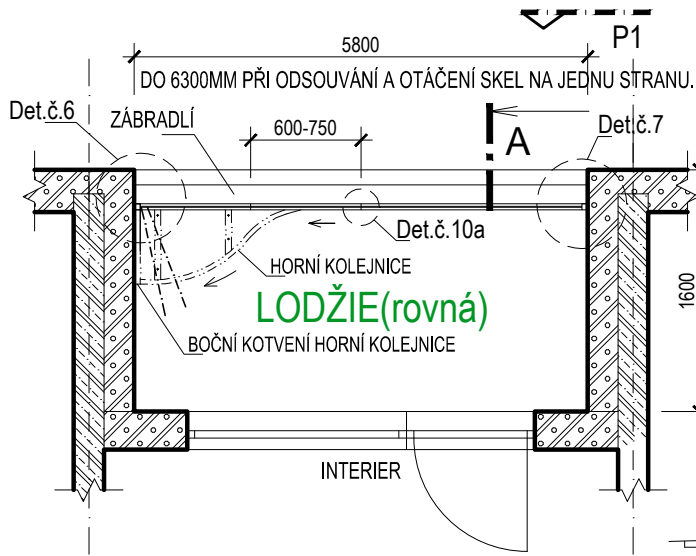 P1
5800
DO 6300MM PŘI ODSOUVÁNÍ A OTÁČENÍ SKEL NA JEDNU STRANU.
Det.č.6
ZÁBRADLÍ
600-750
A
Det.č.7
Det.č.10a
HORNÍ KOLEJNICE
1600
LODŽIE(rovná)
BOČNÍ KOTVENÍ HORNÍ KOLEJNICE
INTERIER